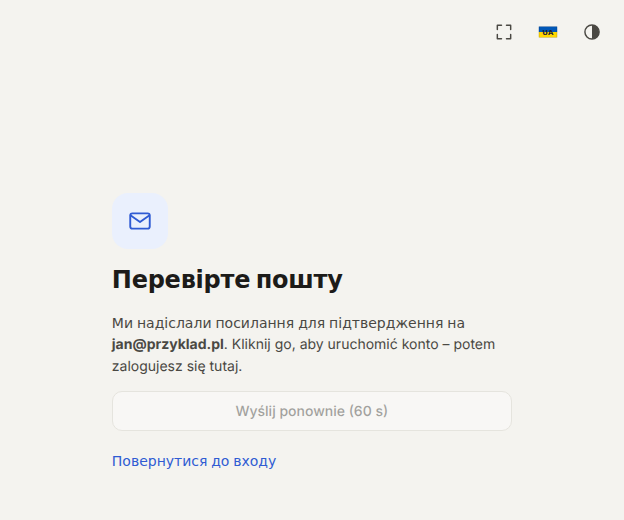 UA
Перевірте пошту
Ми надіслали посилання для підтвердження на
jan@przyklad.pl. Kliknij go, aby uruchomić konto – potem
zalogujesz się tutaj.
Wyślij ponownie (60 s)
Повернутися до входу